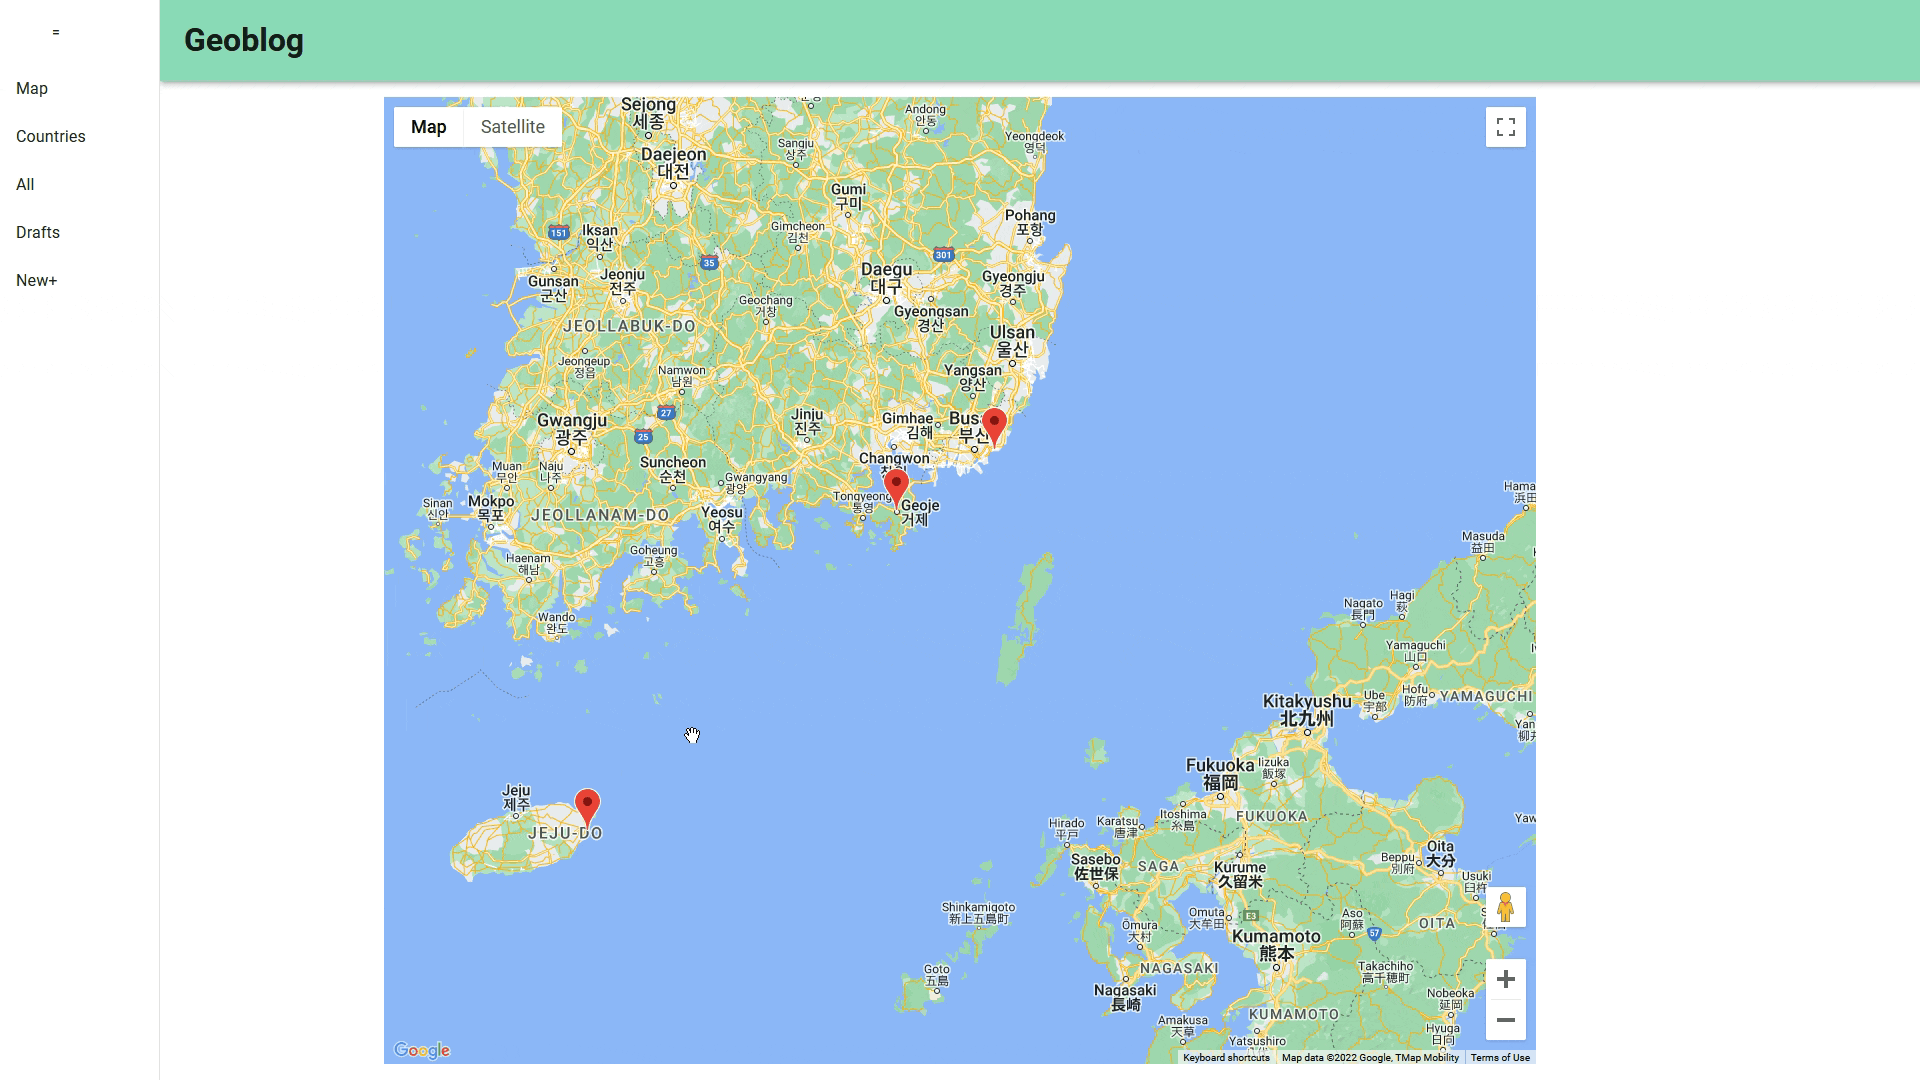 =
Geoblog
Map
Countries
All
Drafts
New+
Map
Satellite
Sejong
세종
Andong
안동
Yeongdeok
영덕
Sangju
상주
Daejeon
대전
Gumi
구미
Pohang
포항
Gimcheon
김천
151
Iksan
익산
35
301
Gunsan
군산
Jeonju
전주
Daegu
대구
Gyeongju
경주
Geochang
거창
Gyeongsan
경산
JEOLLABUK-DO
Ulsan
울산
Jeongeup
정읍
Namwon
남원
Yangsan
양산
27
25
Gwangju
광주
Jinju
진주
Gimhae
김해
Bus
부산
Changwon
Muan
무안
Naju
나주
Suncheon
순천
Gwangyang
광양
Tongyeong
통영
Geoje
거제
Sinan
신안
Mokpo
목포
JEOLLANAM-DO
Yeosu
여수
Hama
浜田
Masuda
益田
Haenam
해남
Goheung
고흥
Wando
완도
Nagato
長門
Hagi
萩
Yamaguchi
山口
Kitakyushu
北九州
Ube
宇部
Hofu
防府
YAMAGUCHI
Yan
柳井
Fukuoka
福岡
Iizuka
飯塚
Jeju
제주
JEJU-DO
Hirado
平戸
Karatsu
唐津
Itoshima
糸島
FUKUOKA
Yaw
Sasebo
佐世保
SAGA
Kurume
久留米
Beppu
別府
Oita
大分
Usuki
臼杵
Shinkamigoto
新上五島町
Omura
大村
Omuta
大牟田
E3
Aso
阿蘇
57
OITA
Kumamoto
熊本
Goto
五島
NAGASAKI
Takachiho
高千穂町
Nagasaki
長崎
Nobeoka
延岡
Amakusa
天草
KUMAMOTO
Yatsushiro
Hyuga
日向
Google
Keyboard shortcuts
Map data ©2022 Google, TMap Mobility
Terms of Use